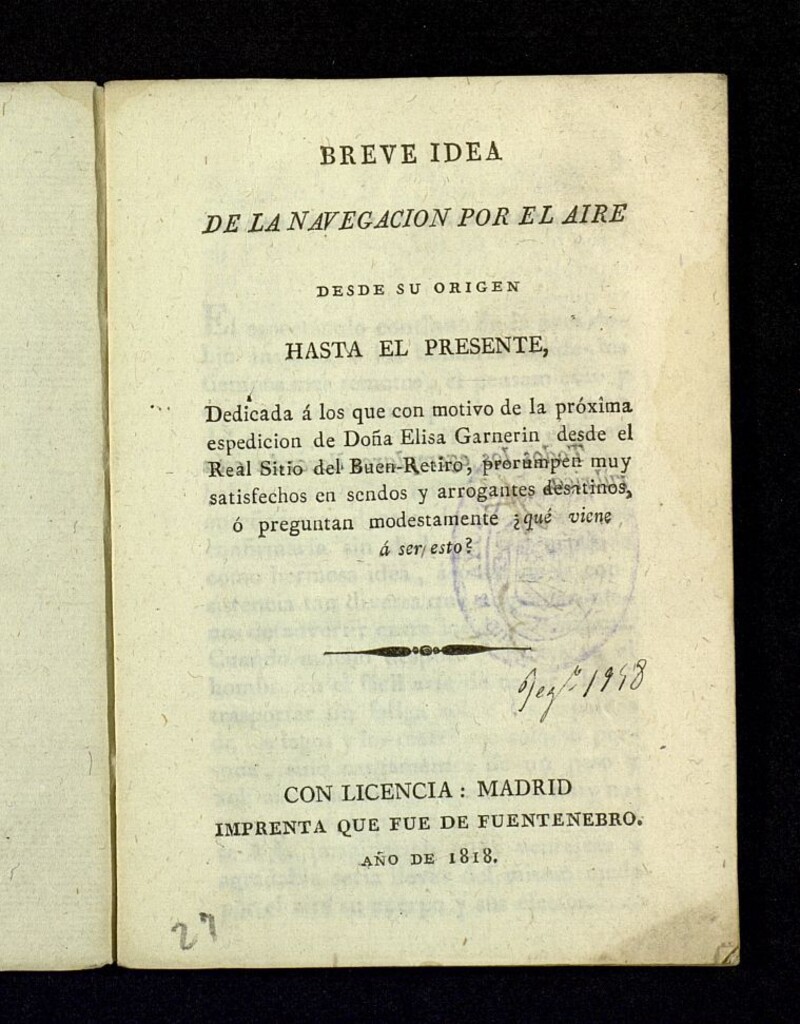 BREVE IDEA
DE LA NAVEGACION POR EL AIRE
DESDE SU ORIGEN
HASTA EL PRESENTE,
Dedicada á los que con motivo de la próxima
espedicion de Doña Elisa Garnerin desde el
Real Sitio del Buen-Retiro, prorumpen muy
satisfechos en sendos y arrogantes desatinos,
ó preguntan modestamente ¿qué viene
á ser esto?
1948
CON LICENCIA: MADRID
IMPRENTA QUE FUE DE FUENTENEBRO.
AÑO DE 1818.
27